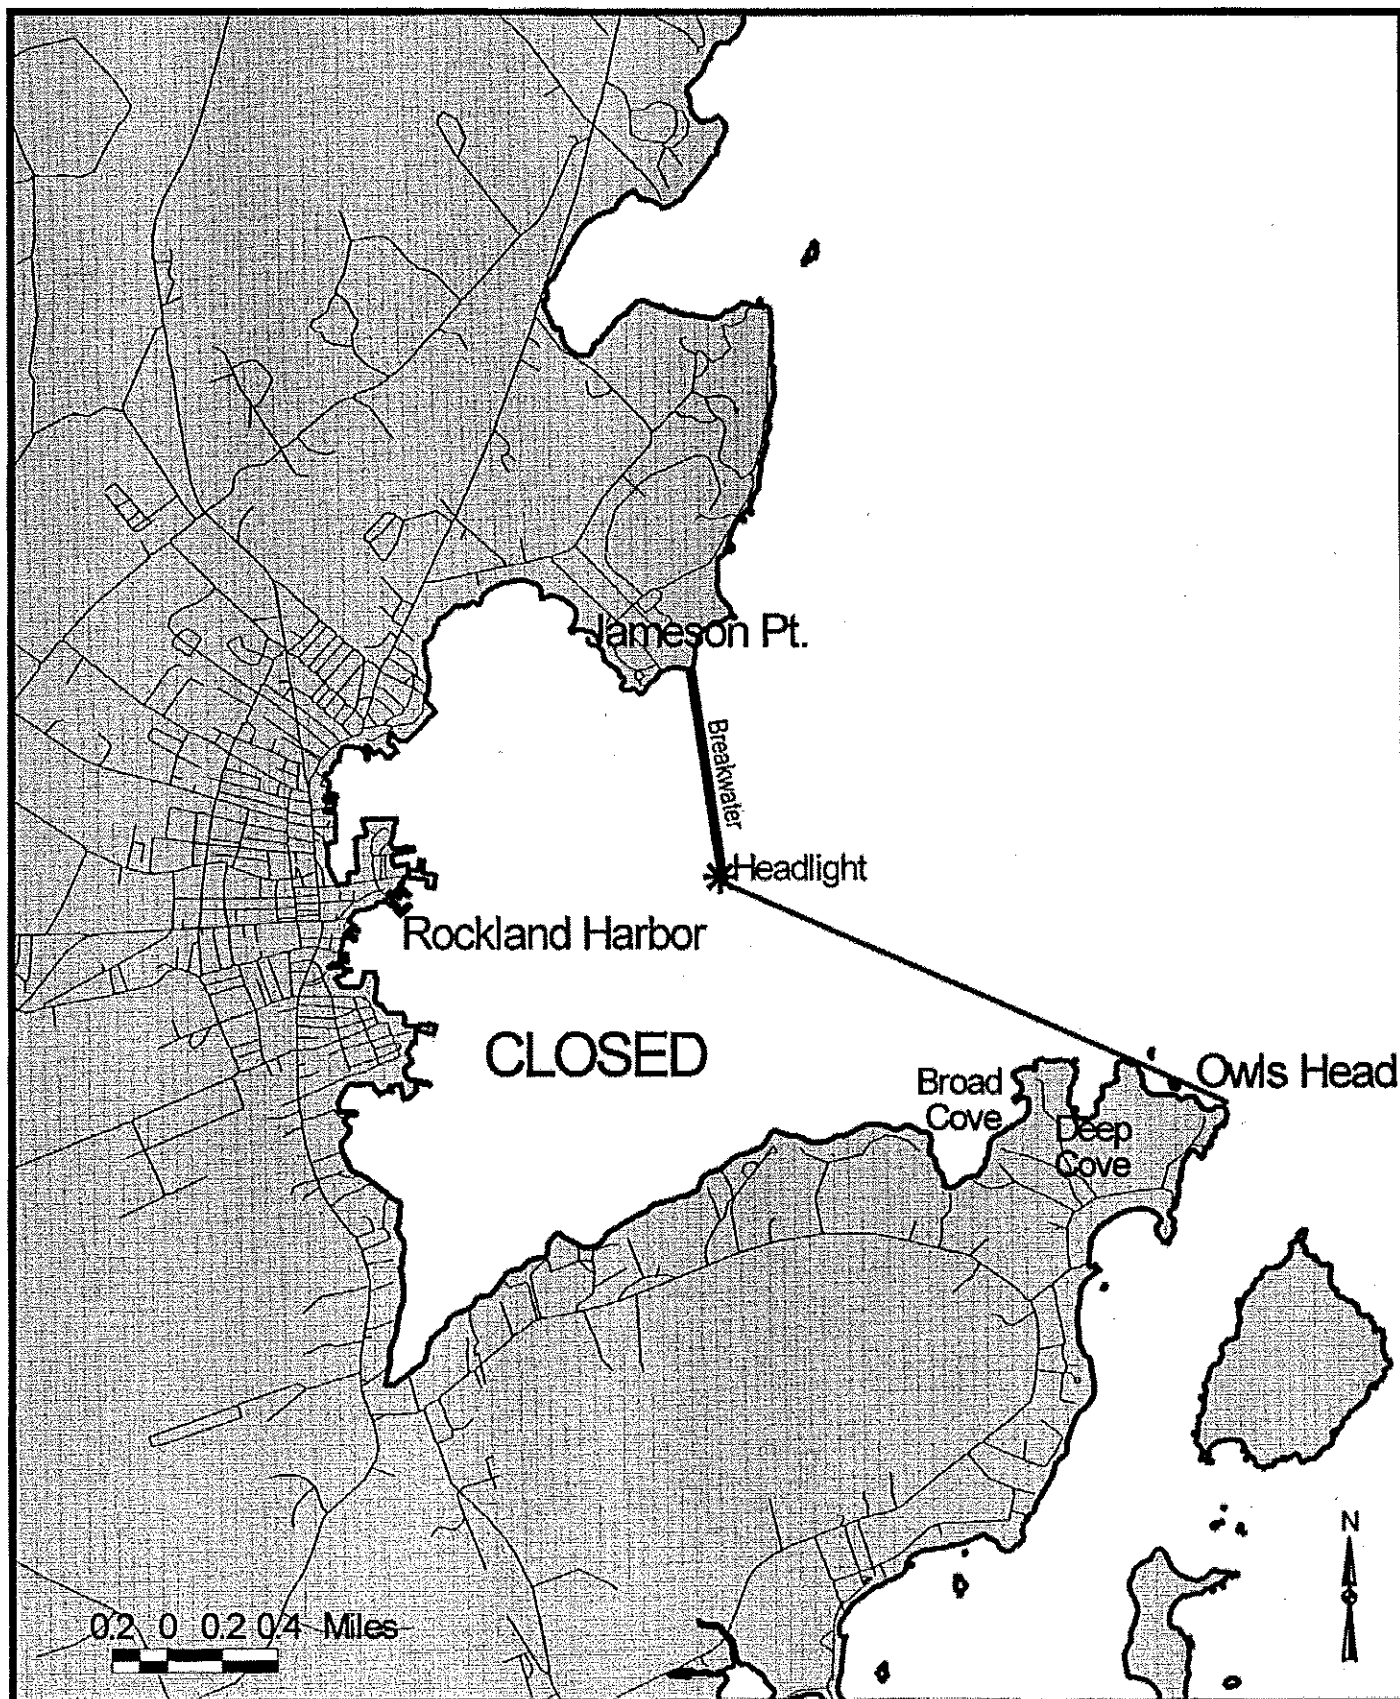 Jameson Pt.
Breakwater
Headlight
Rockland Harbor
CLOSED
Owls Head
Broad
Cove
Deep
Cove
N
0.2 0 0.2 0.4 Miles